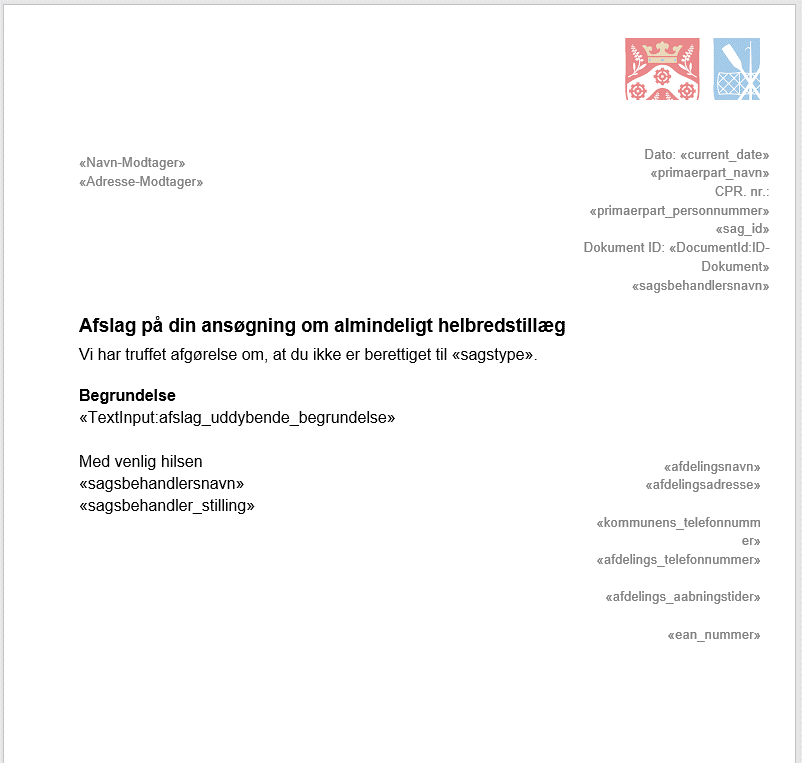 «Navn-Modtager»
«Adresse-Modtager»
Dato: «current_date»
«primaerpart_navn»
CPR. nr.:
«primaerpart_personnummer»
«sag_id»
Dokument ID: «DocumentId:ID-
Dokument»
«sagsbehandlersnavn»
Afslag på din ansøgning om almindeligt helbredstillæg
Vi har truffet afgørelse om, at du ikke er berettiget til «sagstype».
Begrundelse
«TextInput:afslag_uddybende_begrundelse»
Med venlig hilsen
«sagsbehandlersnavn»
«sagsbehandler_stilling»
«afdelingsnavn»
«afdelingsadresse»
«kommunens_telefonnumm
er»
«afdelings_telefonnummer»
«afdelings_aabningstider»
«ean_nummer»